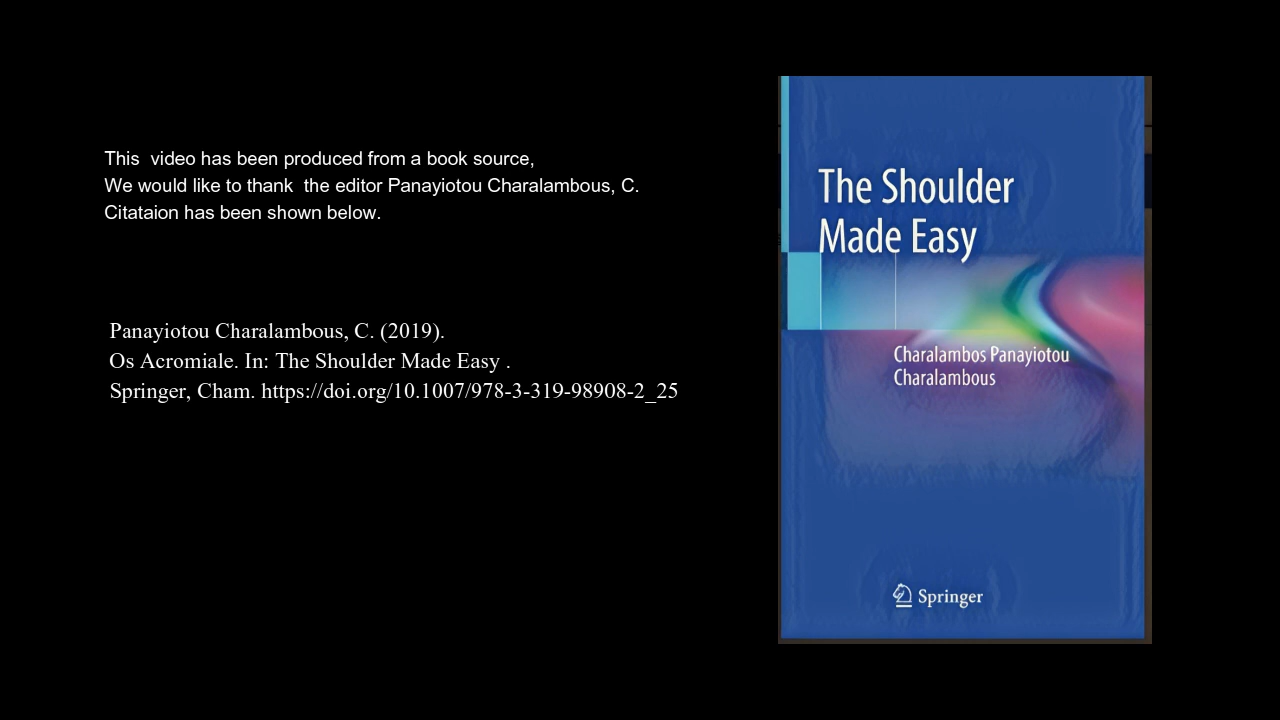 This  video has been produced from a book source,
We would like to thank  the editor Panayiotou Charalambous, C.
Citataion has been shown below.
Panayiotou Charalambous, C. (2019).
Os Acromiale. In: The Shoulder Made Easy .
Springer, Cham. https://doi.org/10.1007/978-3-319-98908-2_25
The Shoulder
Made Easy
Charalambos Panayiotou
Charalambous
Springer